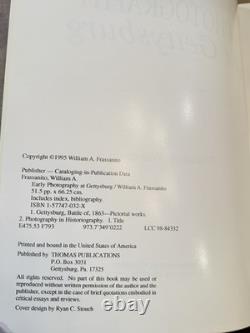 PHOTOGRAPHY
Gettysburg
Copyright ©1995 William A. Frassanito
Publisher — Cataloging-in-Publication Data
Frassanito, William A.
Early Photography at Gettysburg / William A. Frassanito.
51.5 pp x 66.25 cm.
Includes index, bibliography.
ISBN 1-57747-032-X
1. Gettysburg, Battle of, 1863—Pictorial works.
2. Photography in Historiography. I. Title
E475.53 F793 973.7'349'0222 LCC 98-84332
Printed and bound in the United States of America
Published by THOMAS PUBLICATIONS
P.O. Box 3031
Gettysburg, Pa. 17325
All rights reserved. No part of this book may be used or
reproduced without written permission of the author and the
publisher, except in the case of brief quotations embodied in
critical essays and reviews.
Cover design by Ryan C. Stouch